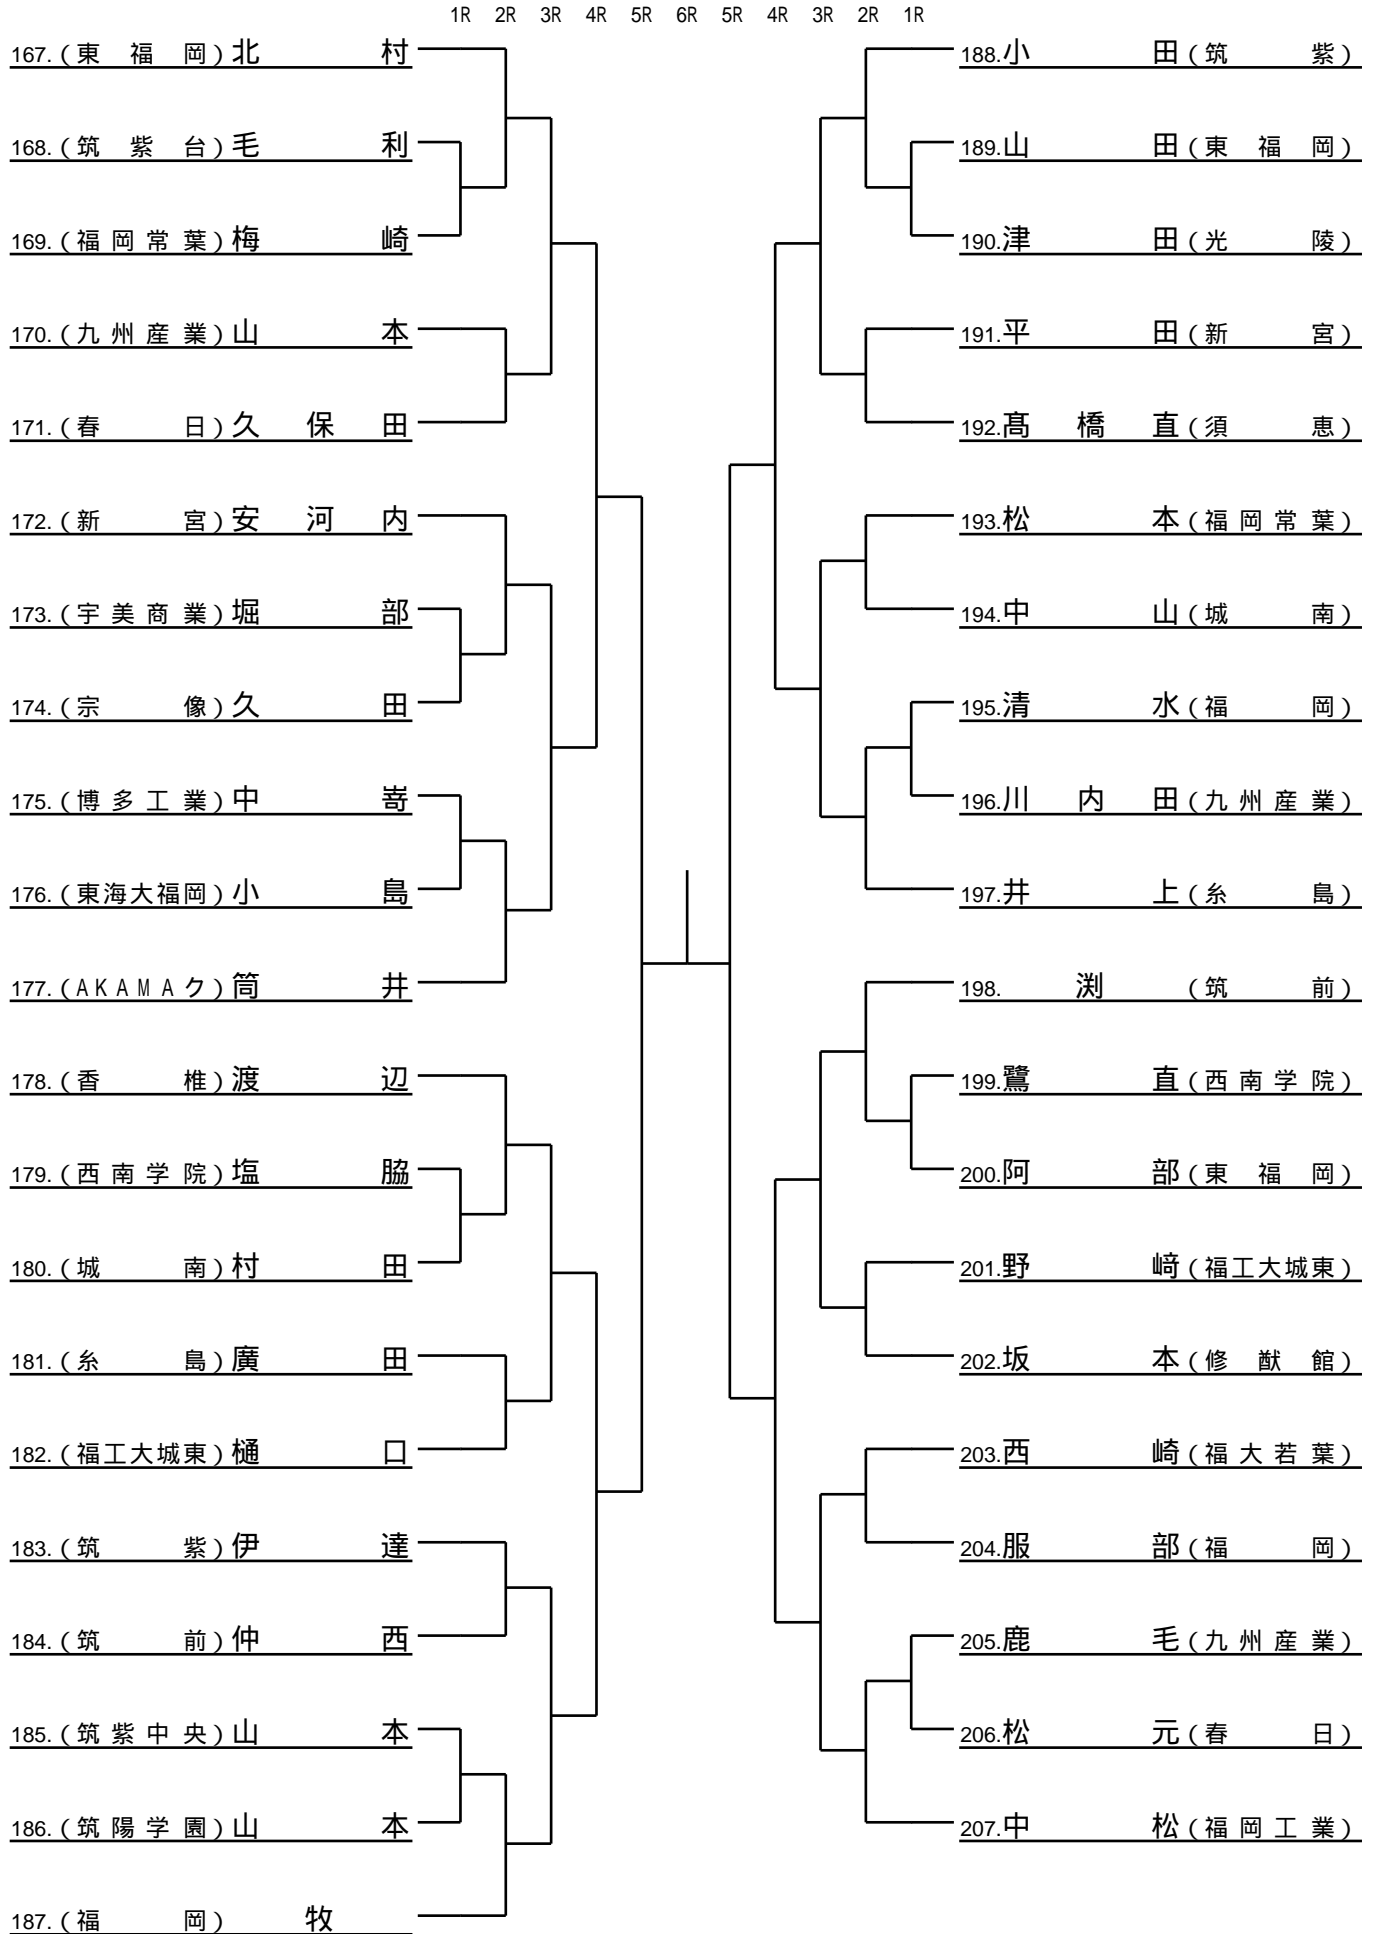 1R 2R 3R 4R 5R 6R 5R 4R 3R 2R 1R
167.(東福岡)北村
168.(筑紫台)毛利
169.(福岡常葉)梅崎
170.(九州産業)山本
171.(春日)久保田
172.(新宮)安河内
173.(宇美商業)堀部
174.(宗像)久田
175.(博多工業)中嵜
176.(東海大福岡)小島
177.(AKAMAク)筒井
178.(香椎)渡辺
179.(西南学院)塩脇
180.(城南)村田
181.(糸島)廣田
182.(福工大城東)樋口
183.(筑紫)伊達
184.(筑前)仲西
185.(筑紫中央)山本
186.(筑陽学園)山本
187.(福岡)牧
188.小田(筑紫)
189.山田(東福岡)
190.津田(光陵)
191.平田(新宮)
192.髙橋直(須恵)
193.松本(福岡常葉)
194.中山(城南)
195.清水(福岡)
196.川内田(九州産業)
197.井上(糸島)
198.渕(筑前)
199.鷺直(西南学院)
200.阿部(東福岡)
201.野﨑(福工大城東)
202.坂本(修猷館)
203.西崎(福大若葉)
204.服部(福岡)
205.鹿毛(九州産業)
206.松元(春日)
207.中松(福岡工業)